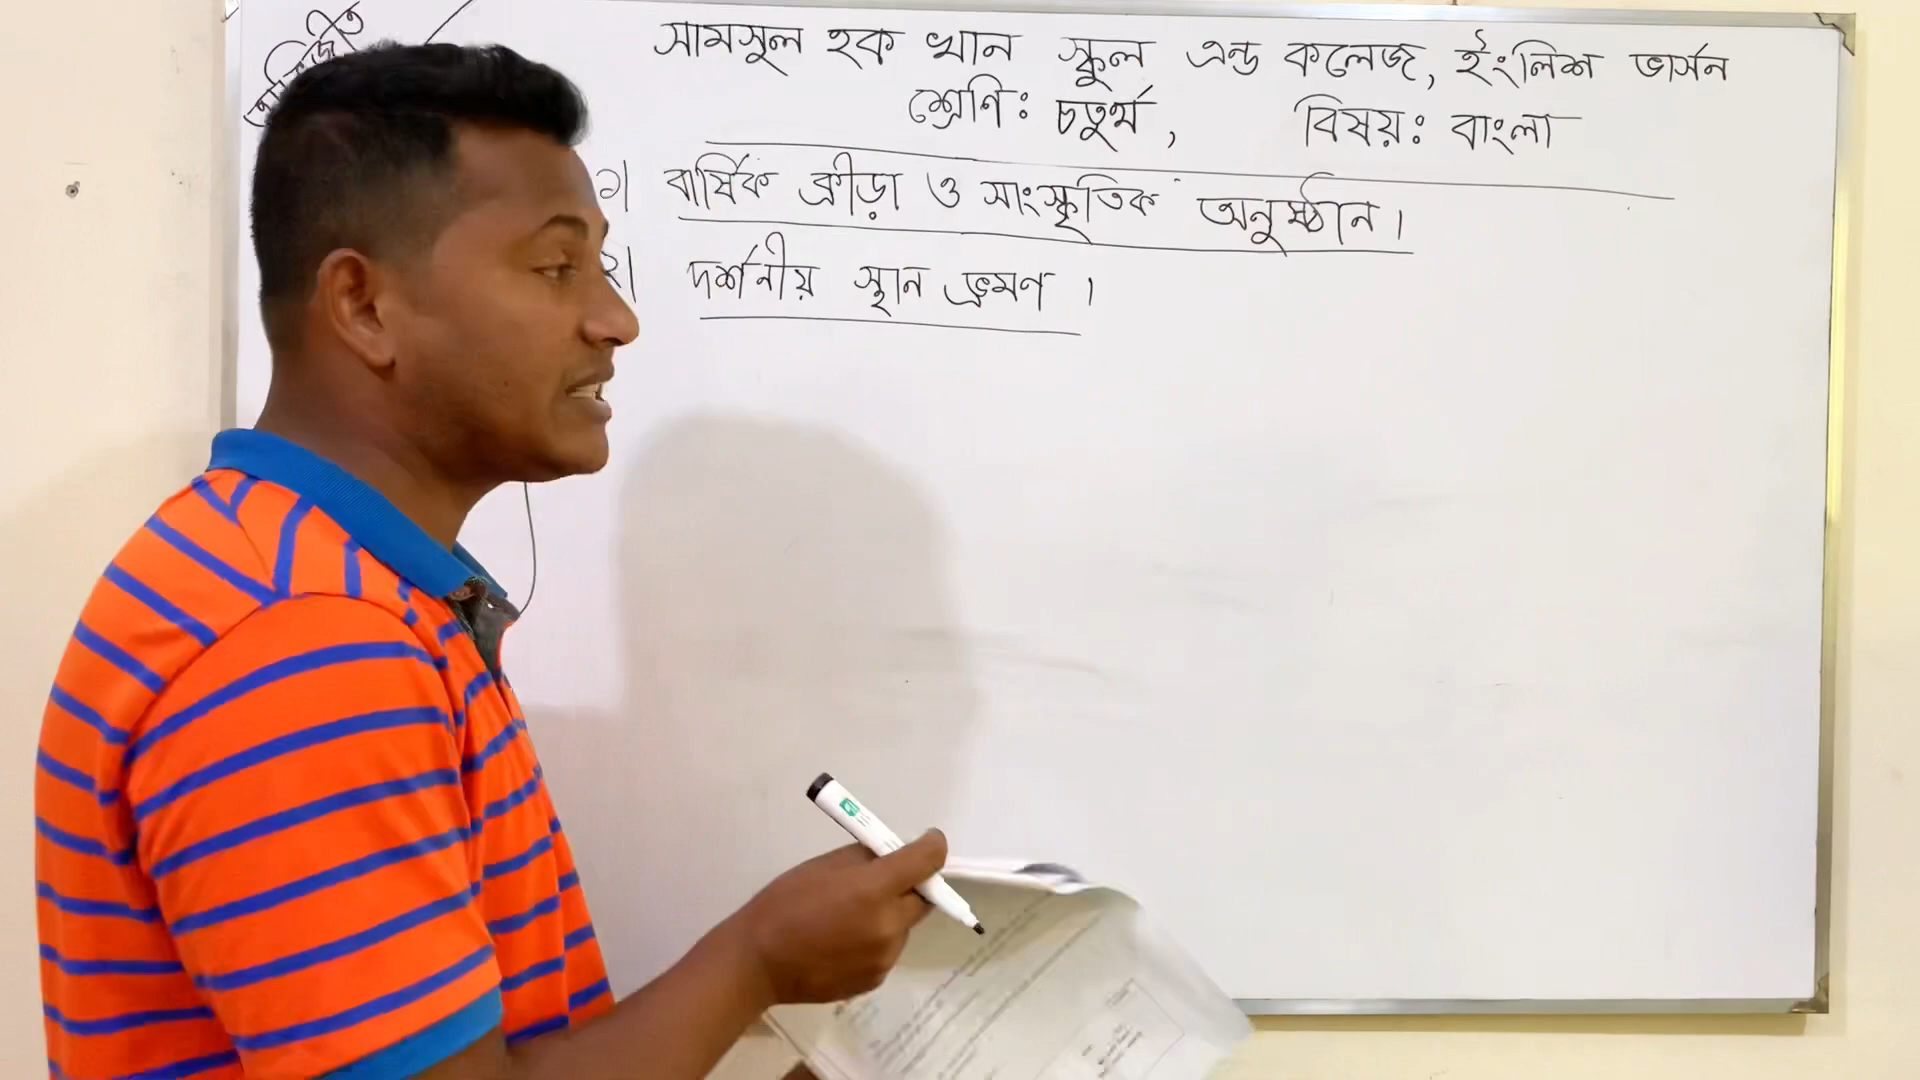 সামসুল হক খান স্কুল এন্ড কলেজ, ইংলিশ ভার্সন
শ্রেণিঃ চতুর্থ, বিষয়ঃ বাংলা
১। বার্ষিক ক্রীড়া ও সাংস্কৃতিক অনুষ্ঠান।
২। দর্শনীয় স্থান ভ্রমণ।